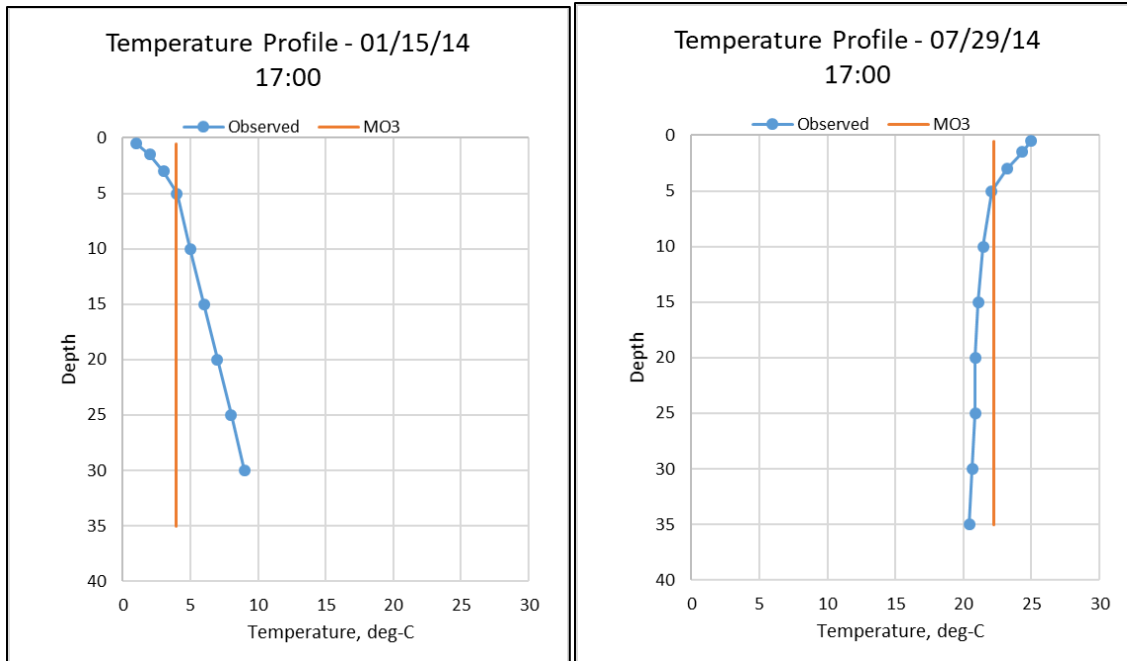 Temperature Profile - 01/15/14
17:00
Observed MO3
0
5
10
15
20
25
30
35
40
Depth
0 5 10 15 20 25 30
Temperature, deg-C
Temperature Profile - 07/29/14
17:00
Observed MO3
0
5
10
15
20
25
30
35
40
Depth
0 5 10 15 20 25 30
Temperature, deg-C